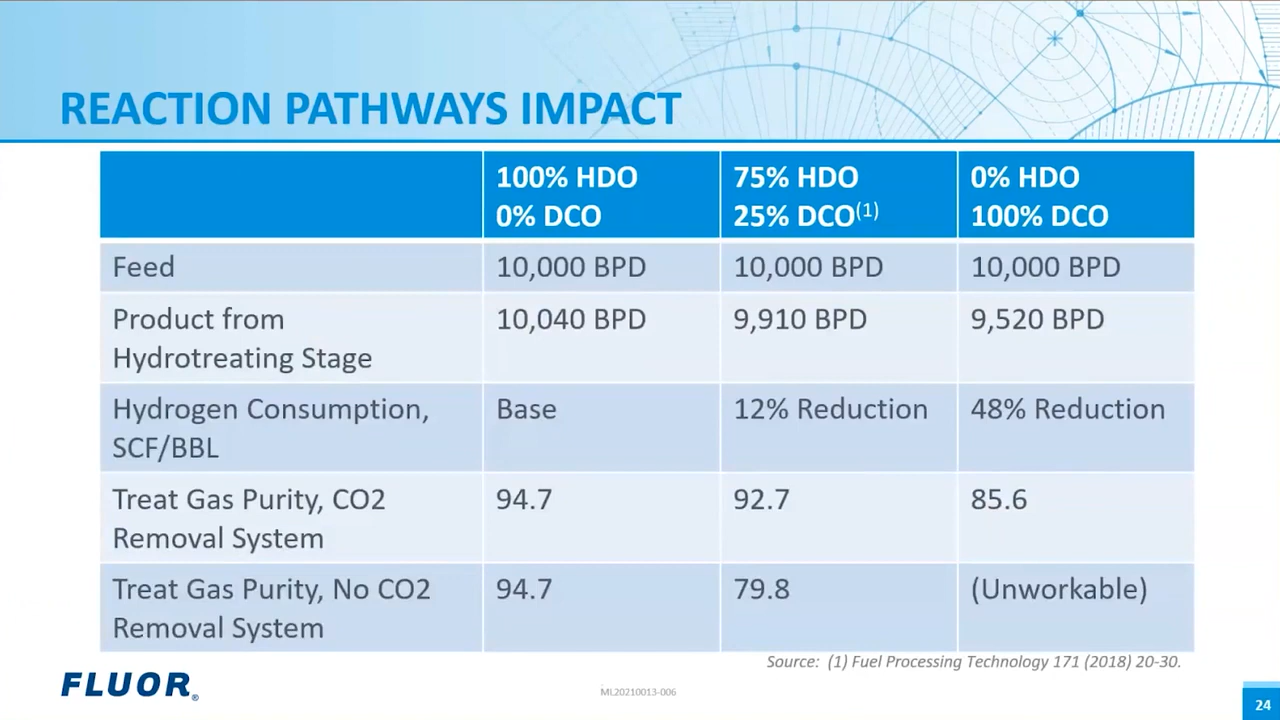 REACTION PATHWAYS IMPACT
100% HDO
0% DCO
75% HDO
25% DCO(1)
0% HDO
100% DCO
Feed
10,000 BPD
10,000 BPD
10,000 BPD
Product from
Hydrotreating Stage
10,040 BPD
9,910 BPD
9,520 BPD
Hydrogen Consumption,
SCF/BBL
Base
12% Reduction
48% Reduction
Treat Gas Purity, CO2
Removal System
94.7
92.7
85.6
Treat Gas Purity, No CO2
Removal System
94.7
79.8
(Unworkable)
Source: (1) Fuel Processing Technology 171 (2018) 20-30.
FLUOR®
ML20210013-006
24